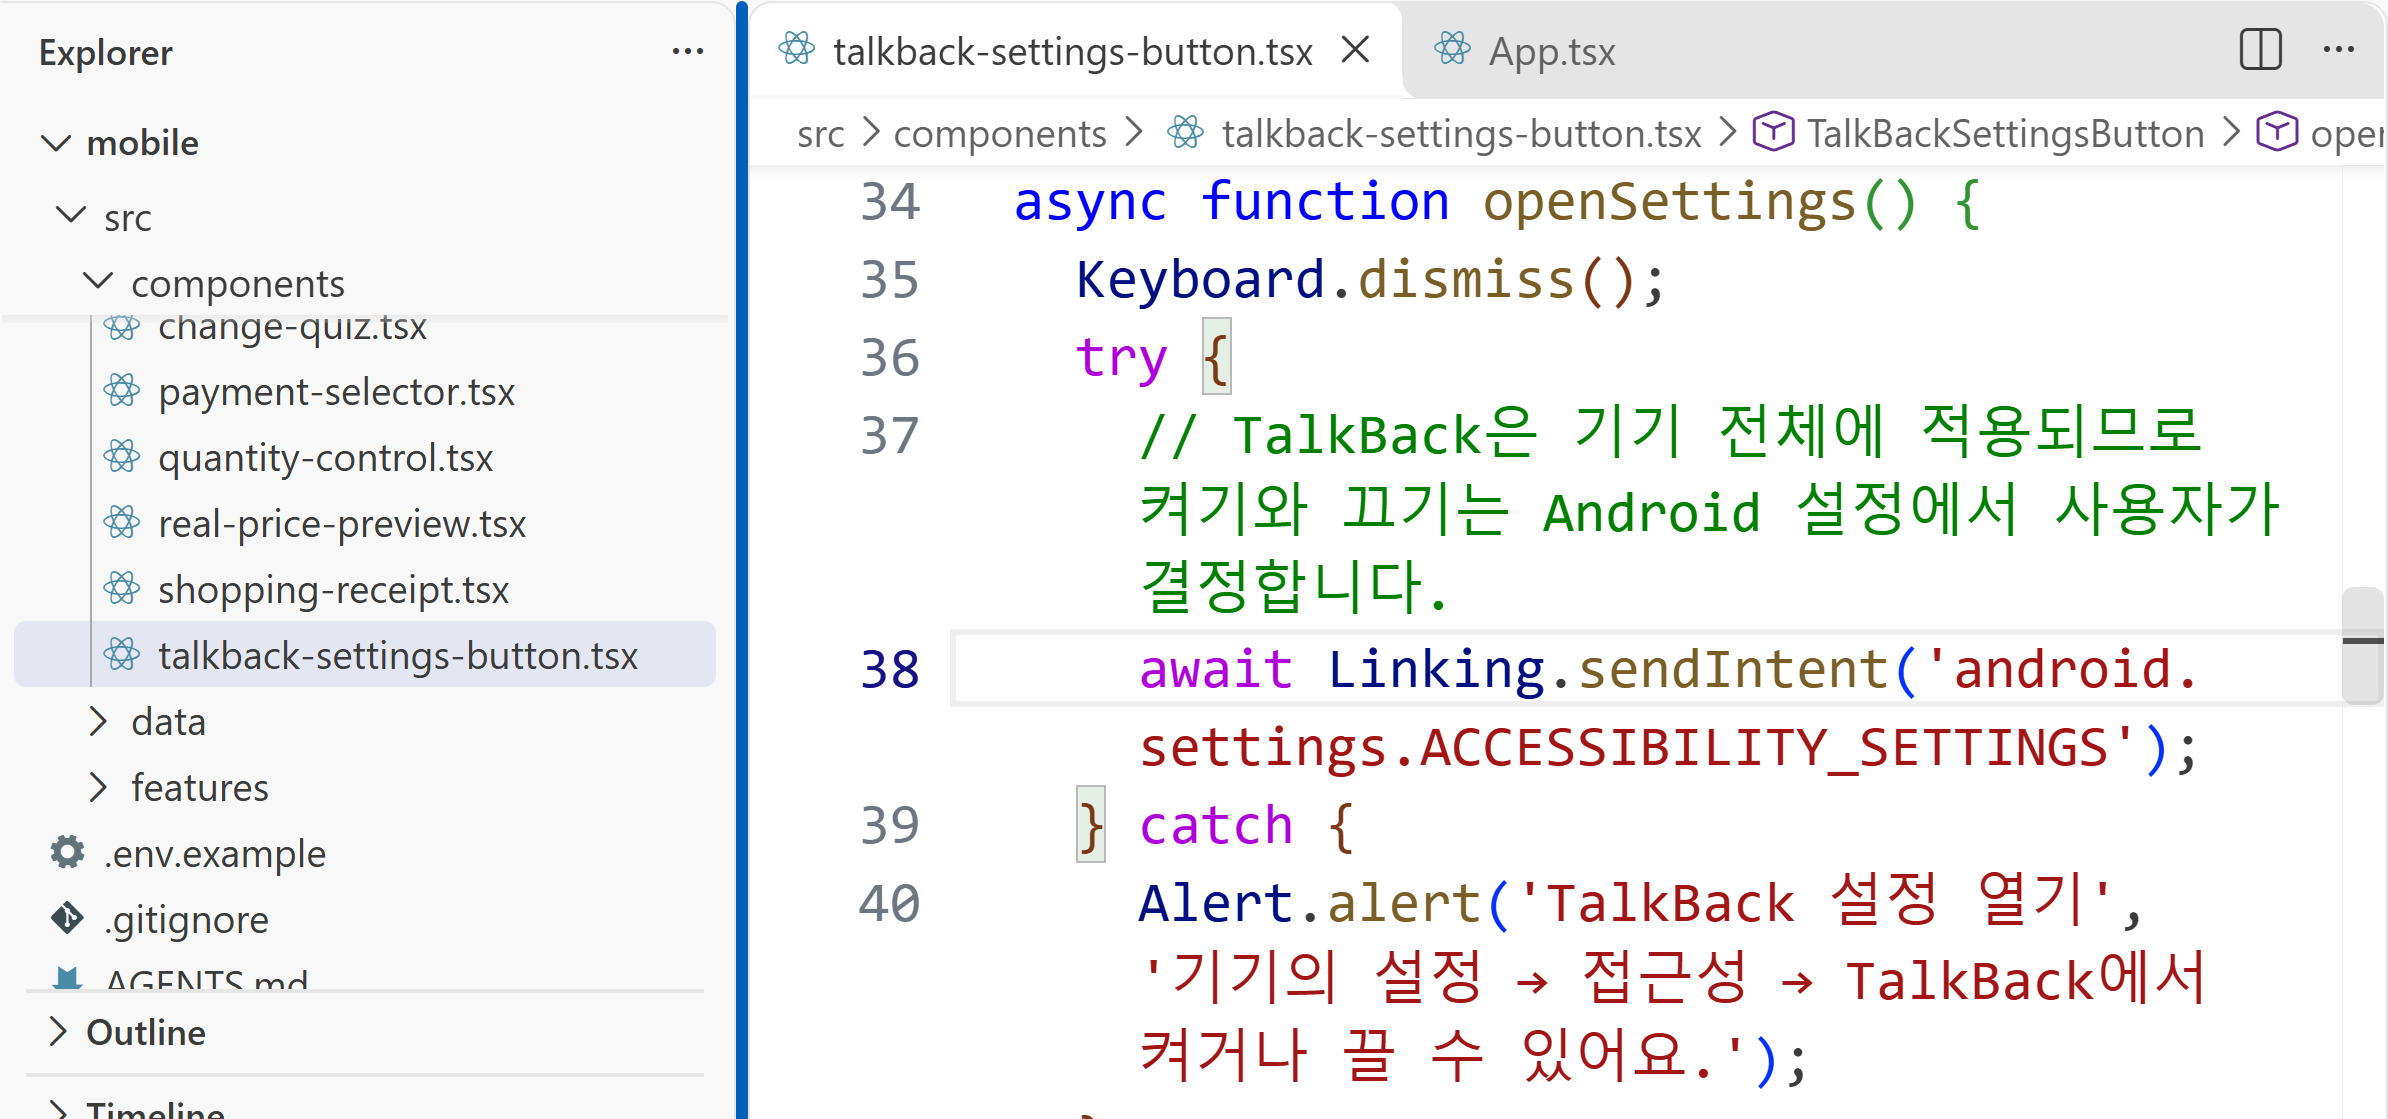 Explorer
mobile
src
components
change-quiz.tsx
payment-selector.tsx
quantity-control.tsx
real-price-preview.tsx
shopping-receipt.tsx
talkback-settings-button.tsx
data
features
.env.example
.gitignore
AGENTS.md
Outline
Timeline
talkback-settings-button.tsx
App.tsx
src > components > talkback-settings-button.tsx > TalkBackSettingsButton >
34 async function openSettings() {
35 Keyboard.dismiss();
36 try {
37 // TalkBack은 기기 전체에 적용되므로
켜기와 끄기는 Android 설정에서 사용자가
결정합니다.
38 await Linking.sendIntent('android.
settings.ACCESSIBILITY_SETTINGS');
39 } catch {
40 Alert.alert('TalkBack 설정 열기',
'기기의 설정 → 접근성 → TalkBack에서
켜거나 끌 수 있어요.');